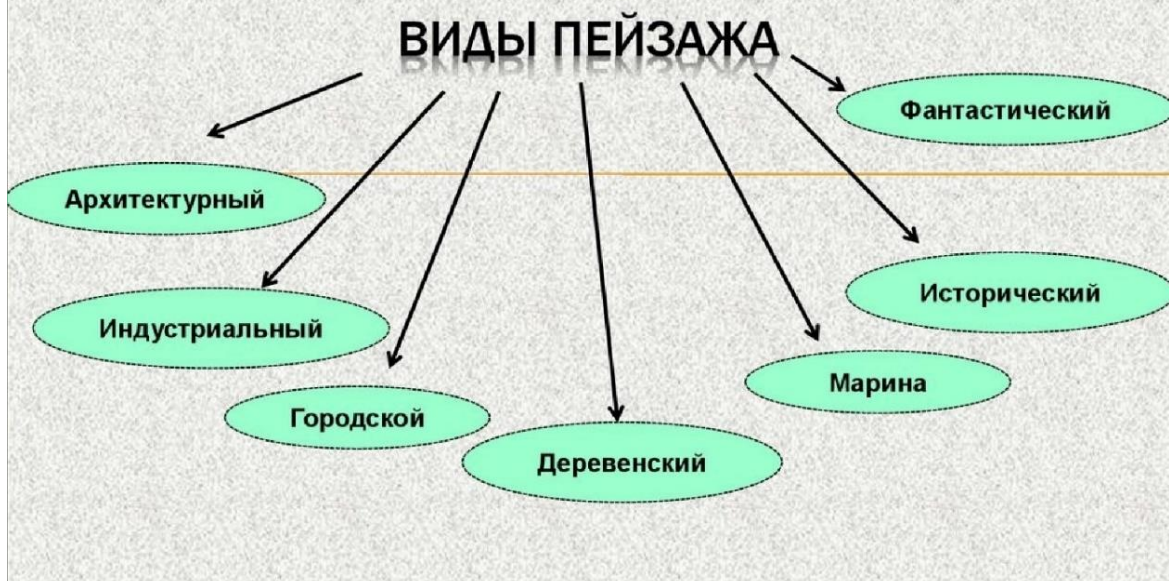 ВИДЫ ПЕЙЗАЖА
Фантастический
Архитектурный
Исторический
Индустриальный
Марина
Городской
Деревенский